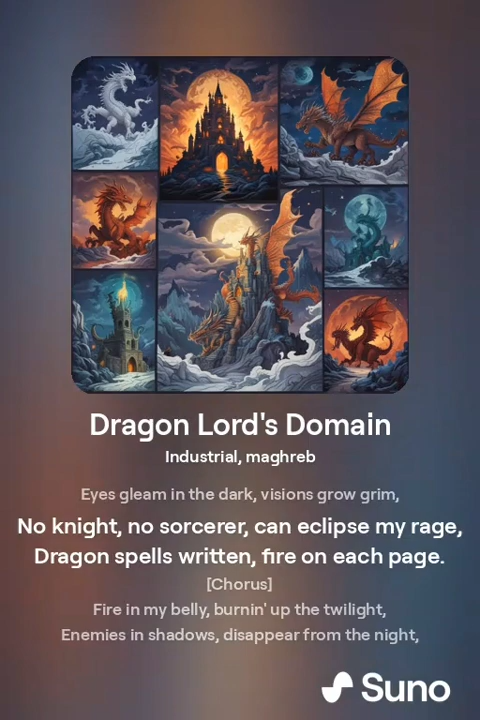 Dragon Lord's Domain
Industrial, maghreb
Eyes gleam in the dark, visions grow grim,
No knight, no sorcerer, can eclipse my rage,
Dragon spells written, fire on each page.
[Chorus]
Fire in my belly, burnin' up the twilight,
Enemies in shadows, disappear from the night,
Suno